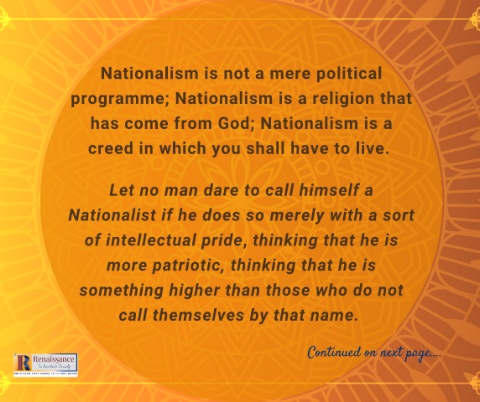 Nationalism is not a mere political
programme; Nationalism is a religion that
has come from God; Nationalism is a
creed in which you shall have to live.
Let no man dare to call himself a
Nationalist if he does so merely with a sort
of intellectual pride, thinking that he is
more patriotic, thinking that he is
something higher than those who do not
call themselves by that name.
Continued on next page....
Renaissance